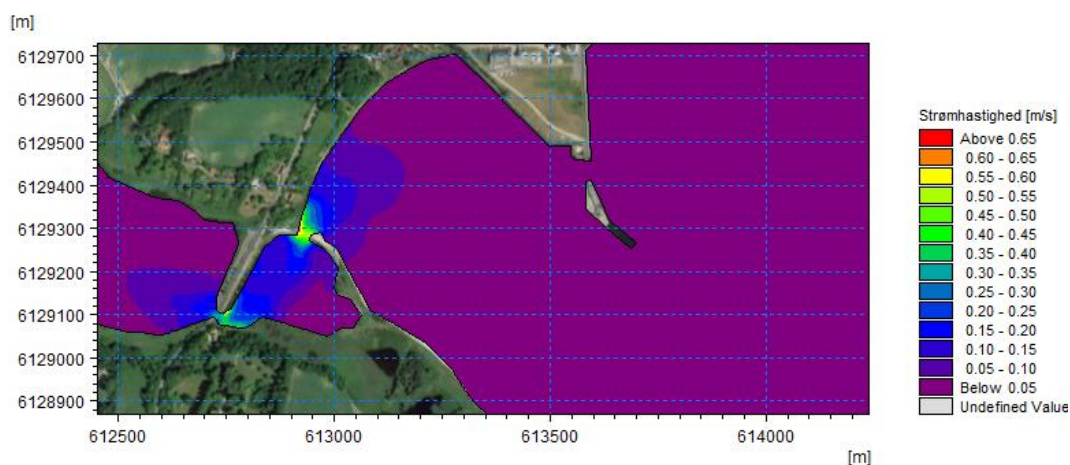 [m]
6129700
6129600
6129500
6129400
6129300
6129200
6129100
6129000
6128900
612500 613000 613500 614000
[m]
Strømhastighed [m/s]
Above 0.65
0.60 - 0.65
0.55 - 0.60
0.50 - 0.55
0.45 - 0.50
0.40 - 0.45
0.35 - 0.40
0.30 - 0.35
0.25 - 0.30
0.20 - 0.25
0.15 - 0.20
0.10 - 0.15
0.05 - 0.10
Below 0.05
Undefined Value